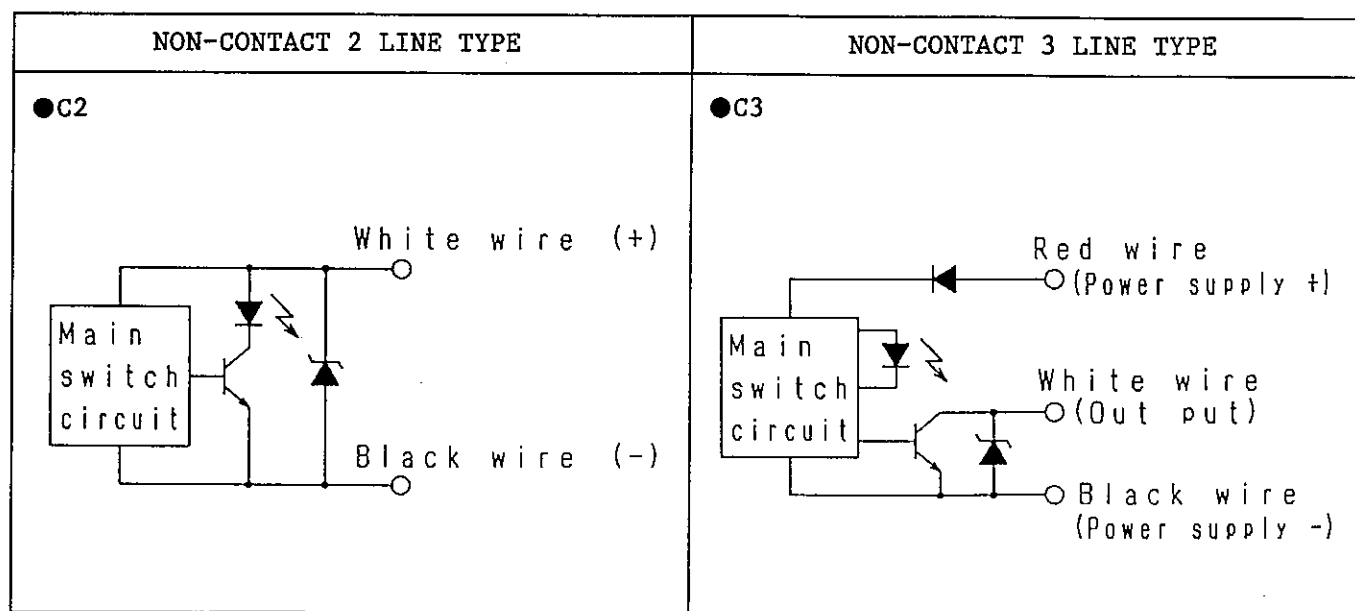 NON-CONTACT 2 LINE TYPE
NON-CONTACT 3 LINE TYPE
●C2
White wire (+)
Main
switch
circuit
Black wire (-)
●C3
Red wire
(Power supply +)
Main
switch
circuit
White wire
(Out put)
Black wire
(Power supply -)